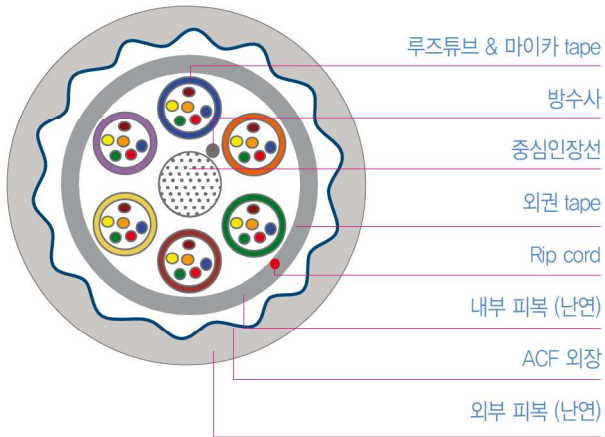 루즈튜브 & 마이카 tape
방수사
중심인장선
외권 tape
Rip cord
내부 피복 (난연)
ACF 외장
외부 피복 (난연)